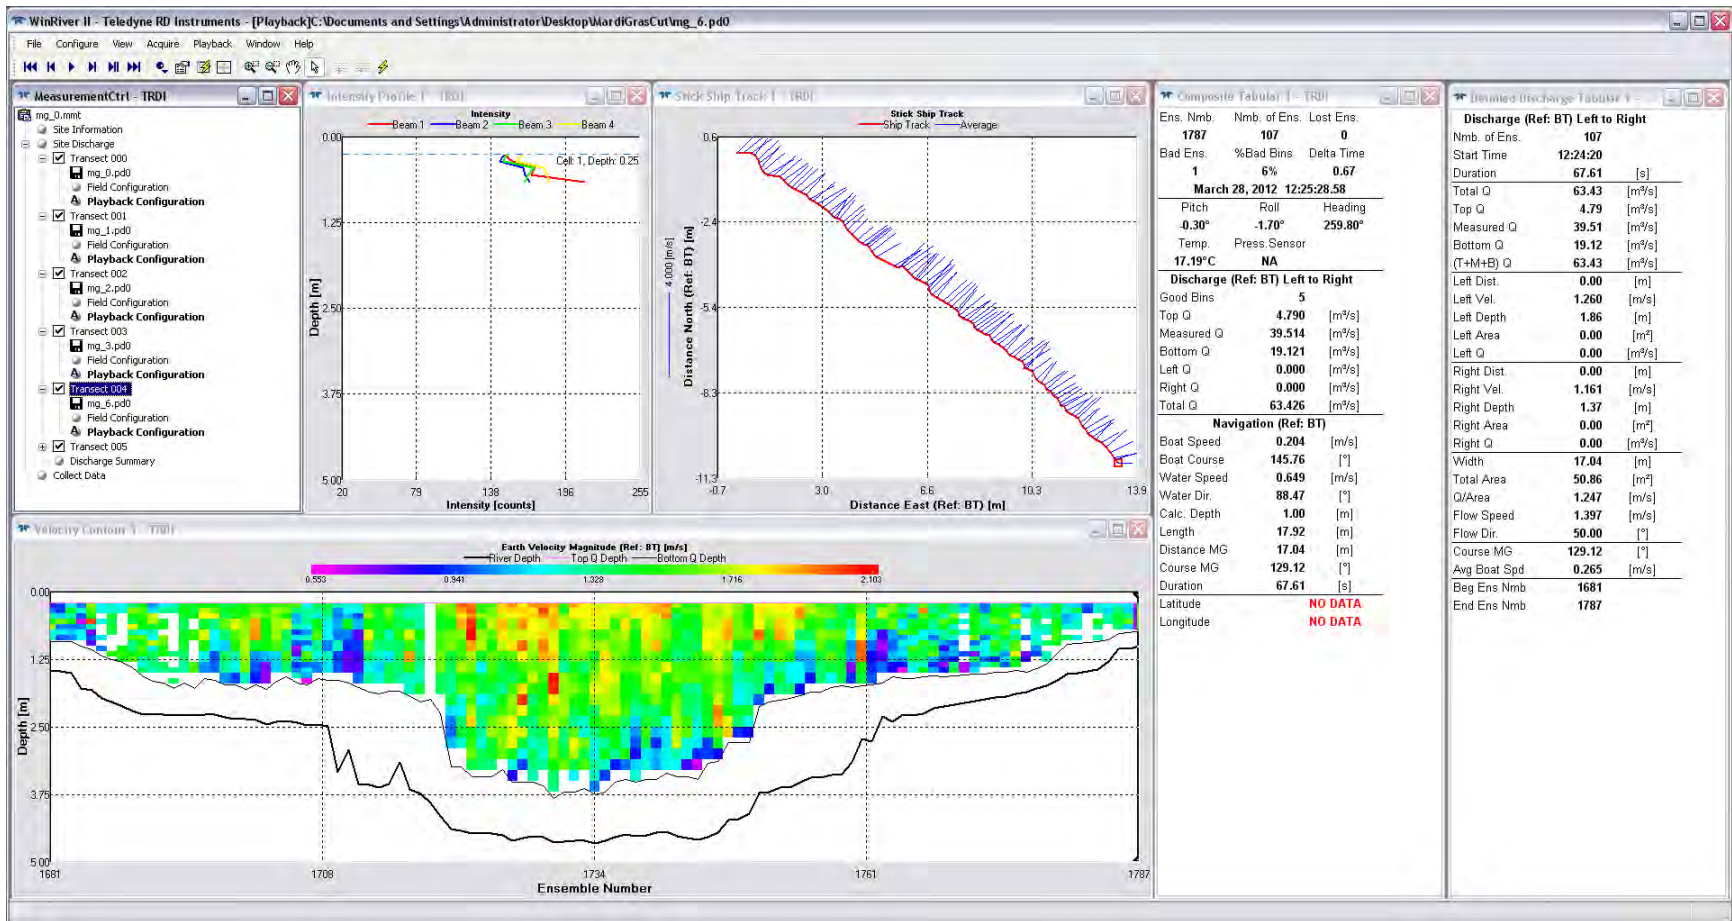 WinRiver II - Teledyne RD Instruments - [Playback]C:\Documents and Settings\Administrator\Desktop\MardiGrasCut\mg_6.pd0
File Configure View Acquire Playback Window Help
MeasurementCtrl - TRDI
mg_0.mmt
Site Information
Site Discharge
Transect 000
mg_0.pd0
Field Configuration
Playback Configuration
Transect 001
mg_1.pd0
Field Configuration
Playback Configuration
Transect 002
mg_2.pd0
Field Configuration
Playback Configuration
Transect 003
mg_3.pd0
Field Configuration
Playback Configuration
Transect 004
mg_6.pd0
Field Configuration
Playback Configuration
Transect 005
Discharge Summary
Collect Data
Intensity Profile 1 - TRDI
Intensity
Beam 1 Beam 2 Beam 3 Beam 4
Cell: 1, Depth: 0.25
0.00
1.25
2.50
3.75
5.00
Depth [m]
20 79 138 196 255
Intensity [counts]
Stick Ship Track 1 - TRDI
Stick Ship Track
Ship Track Average
4.000 [m/s]
Distance North (Ref: BT) [m]
0.6
-2.4
-5.4
-8.3
-11.3
-0.7 3.0 6.6 10.3 13.9
Distance East (Ref: BT) [m]
Composite Tabular 1 - TRDI
Ens. Nmb. Nmb. of Ens. Lost Ens.
1787 107 0
Bad Ens. %Bad Bins Delta Time
1 6% 0.67
March 28, 2012 12:25:28.58
Pitch Roll Heading
-0.30° -1.70° 259.80°
Temp. Press.Sensor
17.19°C NA
Discharge (Ref: BT) Left to Right
Good Bins 5
Top Q 4.790 [m³/s]
Measured Q 39.514 [m³/s]
Bottom Q 19.121 [m³/s]
Left Q 0.000 [m³/s]
Right Q 0.000 [m³/s]
Total Q 63.426 [m³/s]
Navigation (Ref: BT)
Boat Speed 0.204 [m/s]
Boat Course 145.76 [°]
Water Speed 0.649 [m/s]
Water Dir. 88.47 [°]
Calc. Depth 1.00 [m]
Length 17.92 [m]
Distance MG 17.04 [m]
Course MG 129.12 [°]
Duration 67.61 [s]
Latitude NO DATA
Longitude NO DATA
Detailed Discharge Tabular 1 -
Discharge (Ref: BT) Left to Right
Nmb. of Ens. 107
Start Time 12:24:20
Duration 67.61 [s]
Total Q 63.43 [m³/s]
Top Q 4.79 [m³/s]
Measured Q 39.51 [m³/s]
Bottom Q 19.12 [m³/s]
(T+M+B) Q 63.43 [m³/s]
Left Dist. 0.00 [m]
Left Vel. 1.260 [m/s]
Left Depth 1.86 [m]
Left Area 0.00 [m²]
Left Q 0.00 [m³/s]
Right Dist. 0.00 [m]
Right Vel. 1.161 [m/s]
Right Depth 1.37 [m]
Right Area 0.00 [m²]
Right Q 0.00 [m³/s]
Width 17.04 [m]
Total Area 50.86 [m²]
Q/Area 1.247 [m/s]
Flow Speed 1.397 [m/s]
Flow Dir. 50.00 [°]
Course MG 129.12 [°]
Avg Boat Spd 0.265 [m/s]
Beg Ens Nmb 1681
End Ens Nmb 1787
Velocity Contour 1 - TRDI
Earth Velocity Magnitude (Ref: BT) [m/s]
River Depth Top Q Depth Bottom Q Depth
0.553 0.941 1.328 1.716 2.103
0.00
1.25
2.50
3.75
5.00
Depth [m]
1681 1708 1734 1761 1787
Ensemble Number